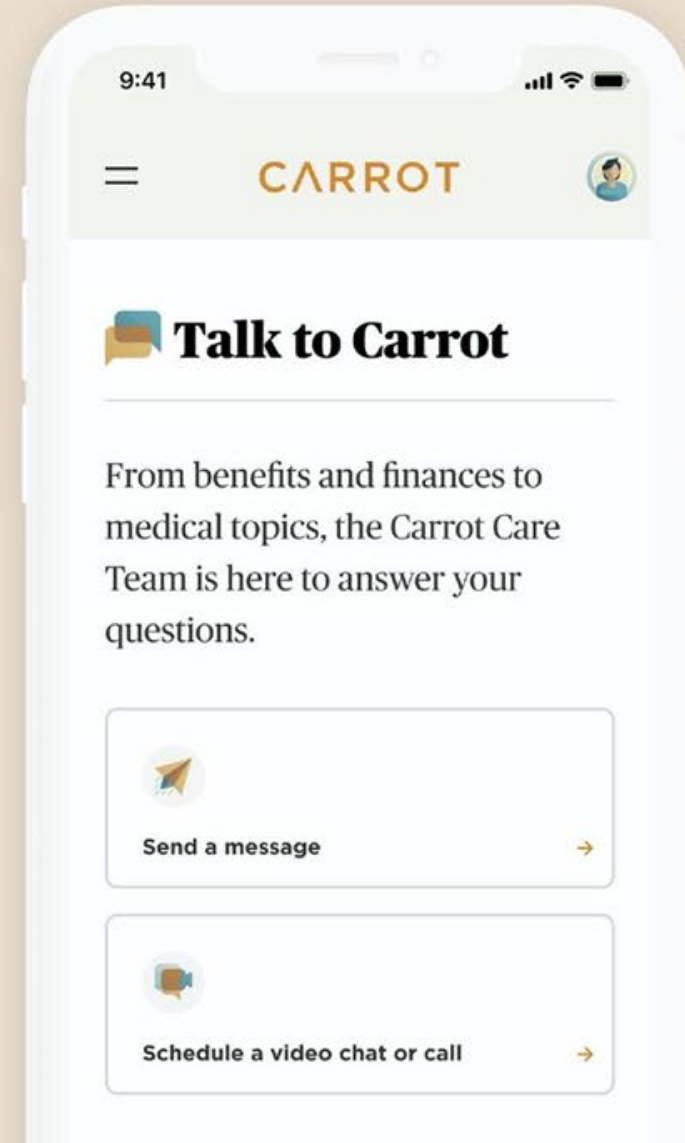 9:41
CARROT
Talk to Carrot
From benefits and finances to
medical topics, the Carrot Care
Team is here to answer your
questions.
Send a message
Schedule a video chat or call